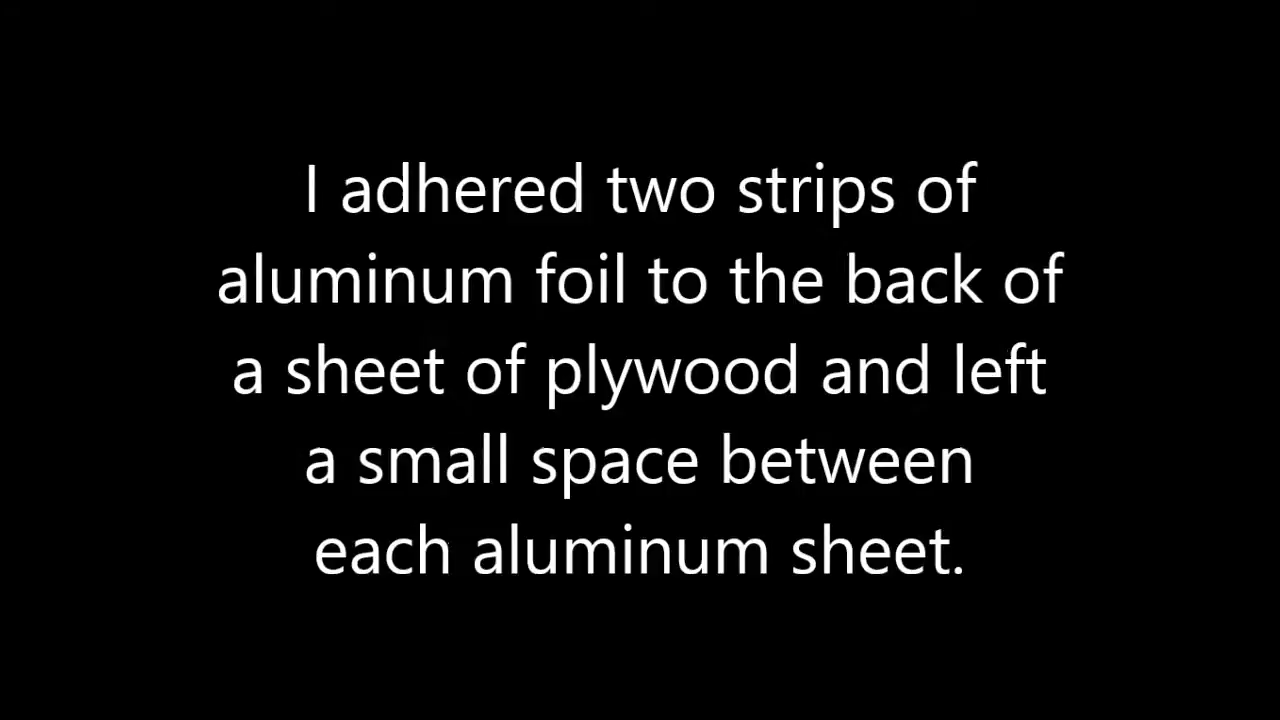 I adhered two strips of
aluminum foil to the back of
a sheet of plywood and left
a small space between
each aluminum sheet.